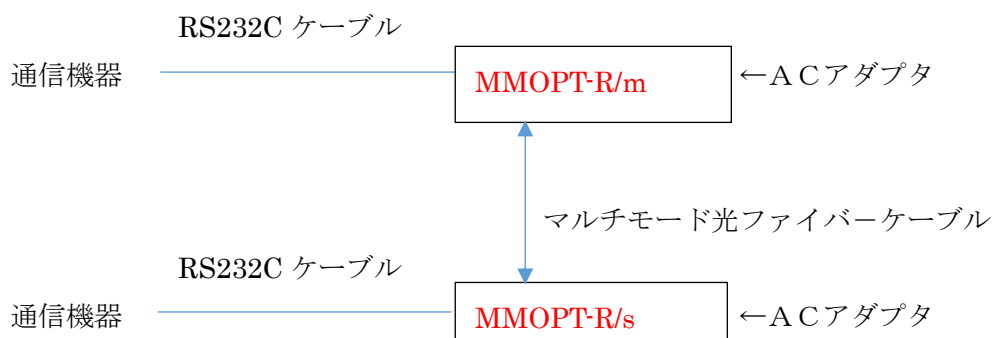 RS232C ケーブル
通信機器 MMOPT-R/m ←ＡＣアダプタ
マルチモード光ファイバーケーブル
RS232C ケーブル
通信機器 MMOPT-R/s ←ＡＣアダプタ